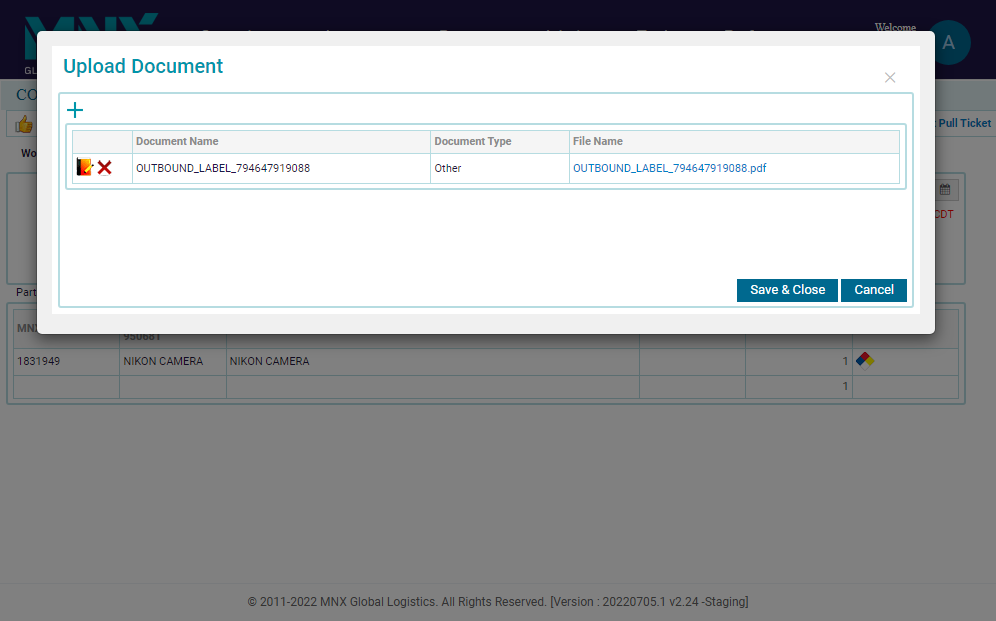 MNX
Welcome
A
Upload Document
Pull Ticket
Document Name Document Type File Name
OUTBOUND_LABEL_794647919088 Other OUTBOUND_LABEL_794647919088.pdf
CDT
Save & Close Cancel
Part
950681
1831949 NIKON CAMERA NIKON CAMERA 1
1
© 2011-2022 MNX Global Logistics. All Rights Reserved. [Version : 20220705.1 v2.24 -Staging]